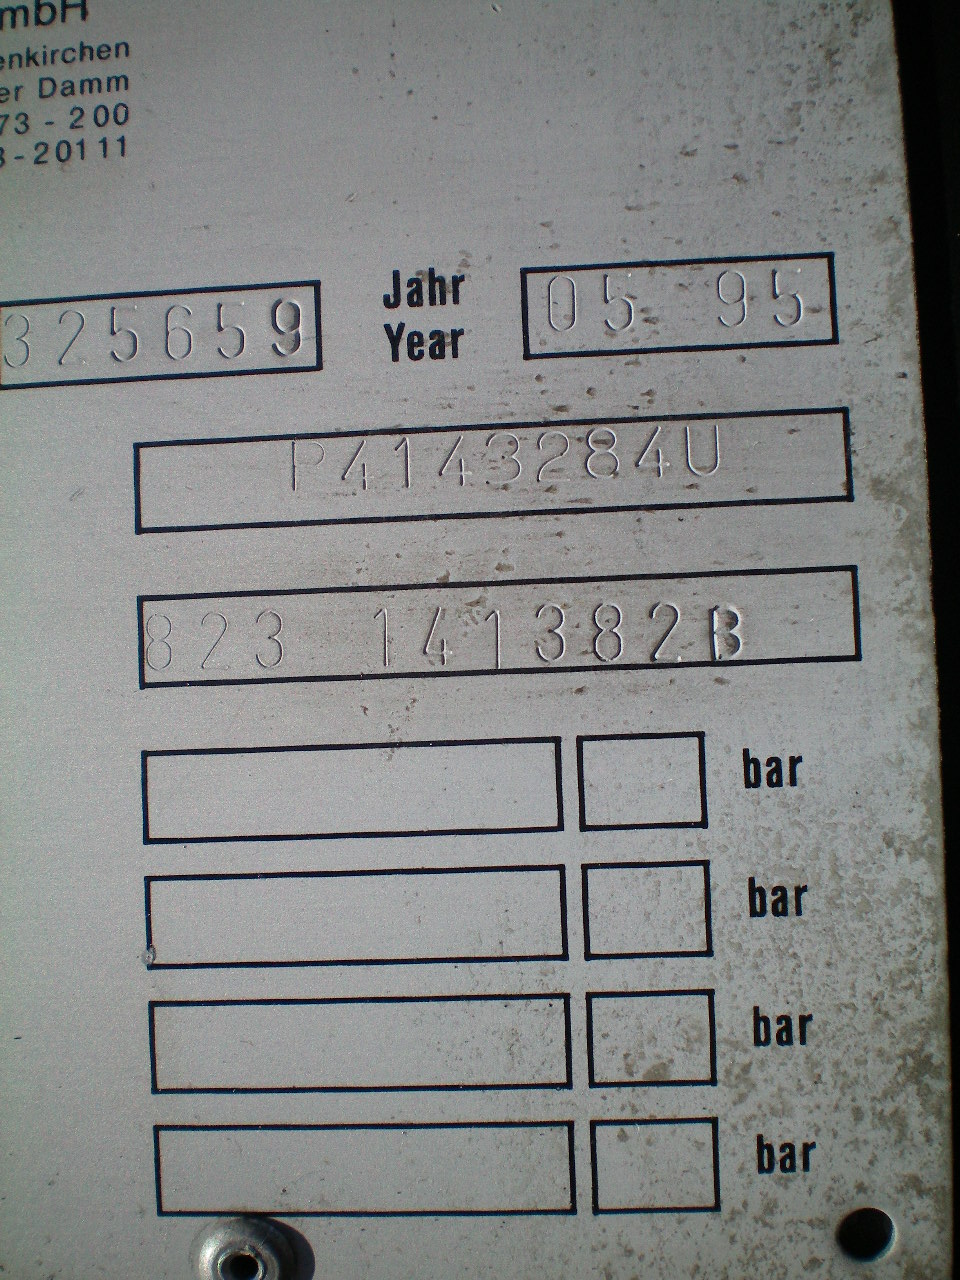 mbH
enkirchen
er Damm
73 - 200
3 - 20111
325659 Jahr Year 05 95
P4143284U
823 141382B
bar
bar
bar
bar